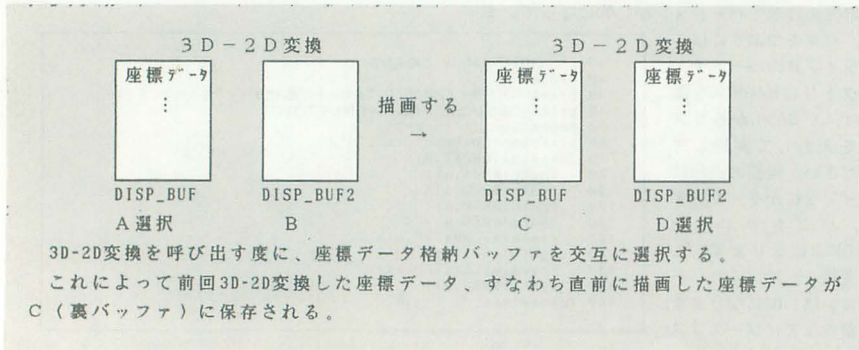 3D-2D変換 3D-2D変換
座標データ 座標データ 座標データ
⋮ ⋮ ⋮
描画する
→
DISP_BUF DISP_BUF2 DISP_BUF DISP_BUF2
A選択 B C D選択
3D-2D変換を呼び出す度に、座標データ格納バッファを交互に選択する。
これによって前回3D-2D変換した座標データ、すなわち直前に描画した座標データが
C（裏バッファ）に保存される。